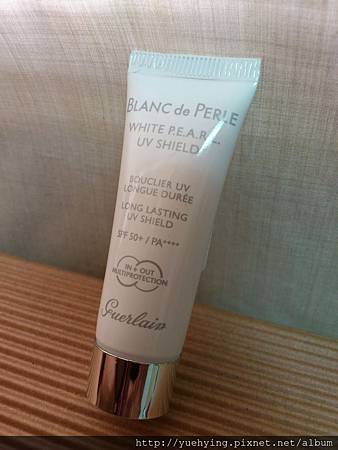 BLANC de PERLE
WHITE P.E.A.R.L.
UV SHIELD
BOUCLIER UV
LONGUE DURÉE
LONG LASTING
UV SHIELD
SPF 50+ / PA++++
IN + OUT
MULTIPROTECTION
Guerlain
http://yuehying.pixnet.net/album